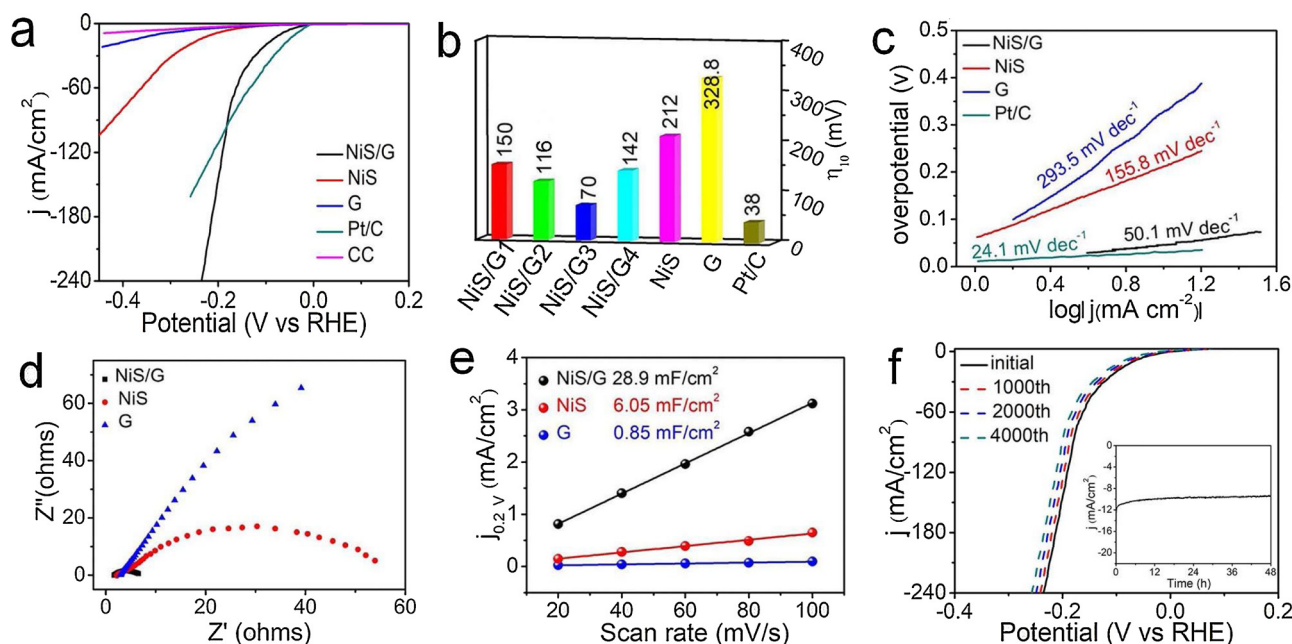 a
0
-60
-120
-180
-240
j (mA/cm²)
-0.4 -0.2 0.0 0.2
Potential (V vs RHE)
NiS/G
NiS
G
Pt/C
CC
b
150
116
70
142
212
328.8
38
400
300
200
100
0
η₁₀ (mV)
NiS/G1
NiS/G2
NiS/G3
NiS/G4
NiS
G
Pt/C
c
0.5
0.4
0.3
0.2
0.1
0.0
overpotential (v)
NiS/G
NiS
G
Pt/C
293.5 mV dec⁻¹
155.8 mV dec⁻¹
50.1 mV dec⁻¹
24.1 mV dec⁻¹
0.0 0.4 0.8 1.2 1.6
log|j(mA cm⁻²)|
d
60
40
20
0
Z''(ohms)
NiS/G
NiS
G
0 20 40 60
Z' (ohms)
e
4
3
2
1
0
j₀.₂ ᵥ (mA/cm²)
NiS/G 28.9 mF/cm²
NiS 6.05 mF/cm²
G 0.85 mF/cm²
20 40 60 80 100
Scan rate (mV/s)
f
0
-60
-120
-180
-240
j (mA/cm²)
initial
1000th
2000th
4000th
0
-4
-8
-12
-16
-20
j (mA/cm²)
0 12 24 36 48
Time (h)
-0.4 -0.2 0.0 0.2
Potential (V vs RHE)